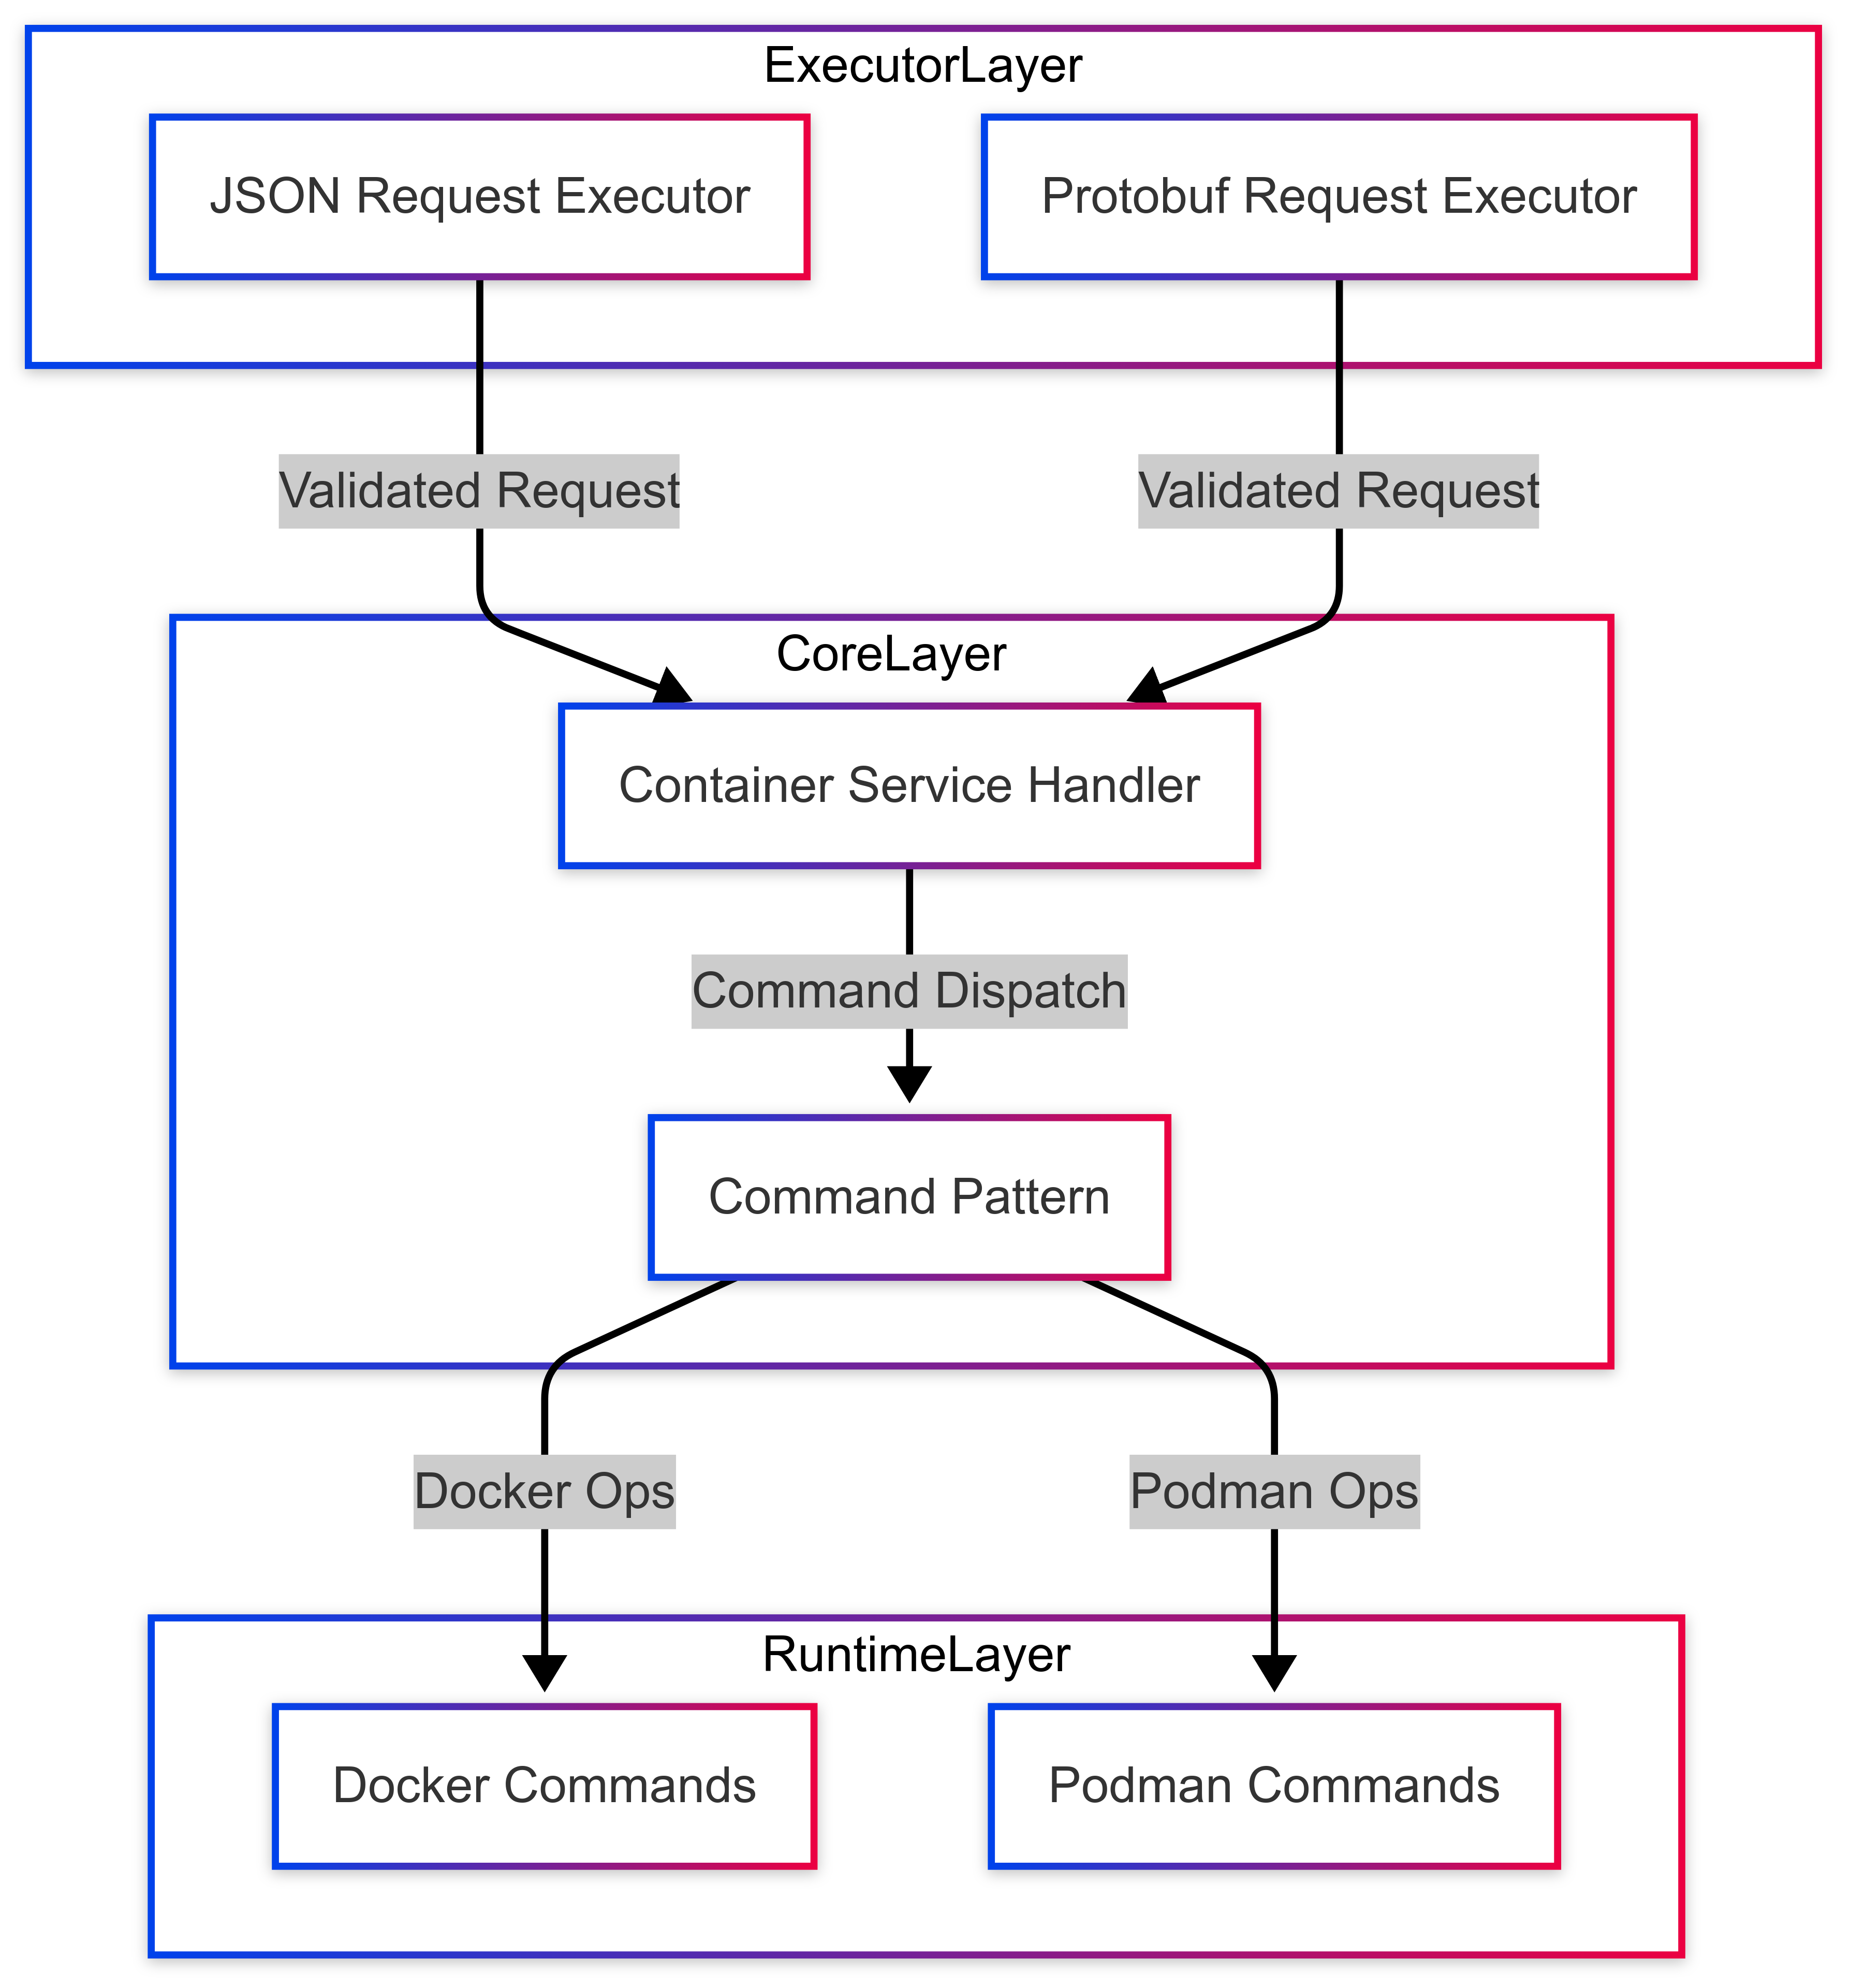 ExecutorLayer
JSON Request Executor
Protobuf Request Executor
Validated Request
Validated Request
CoreLayer
Container Service Handler
Command Dispatch
Command Pattern
Docker Ops
Podman Ops
RuntimeLayer
Docker Commands
Podman Commands